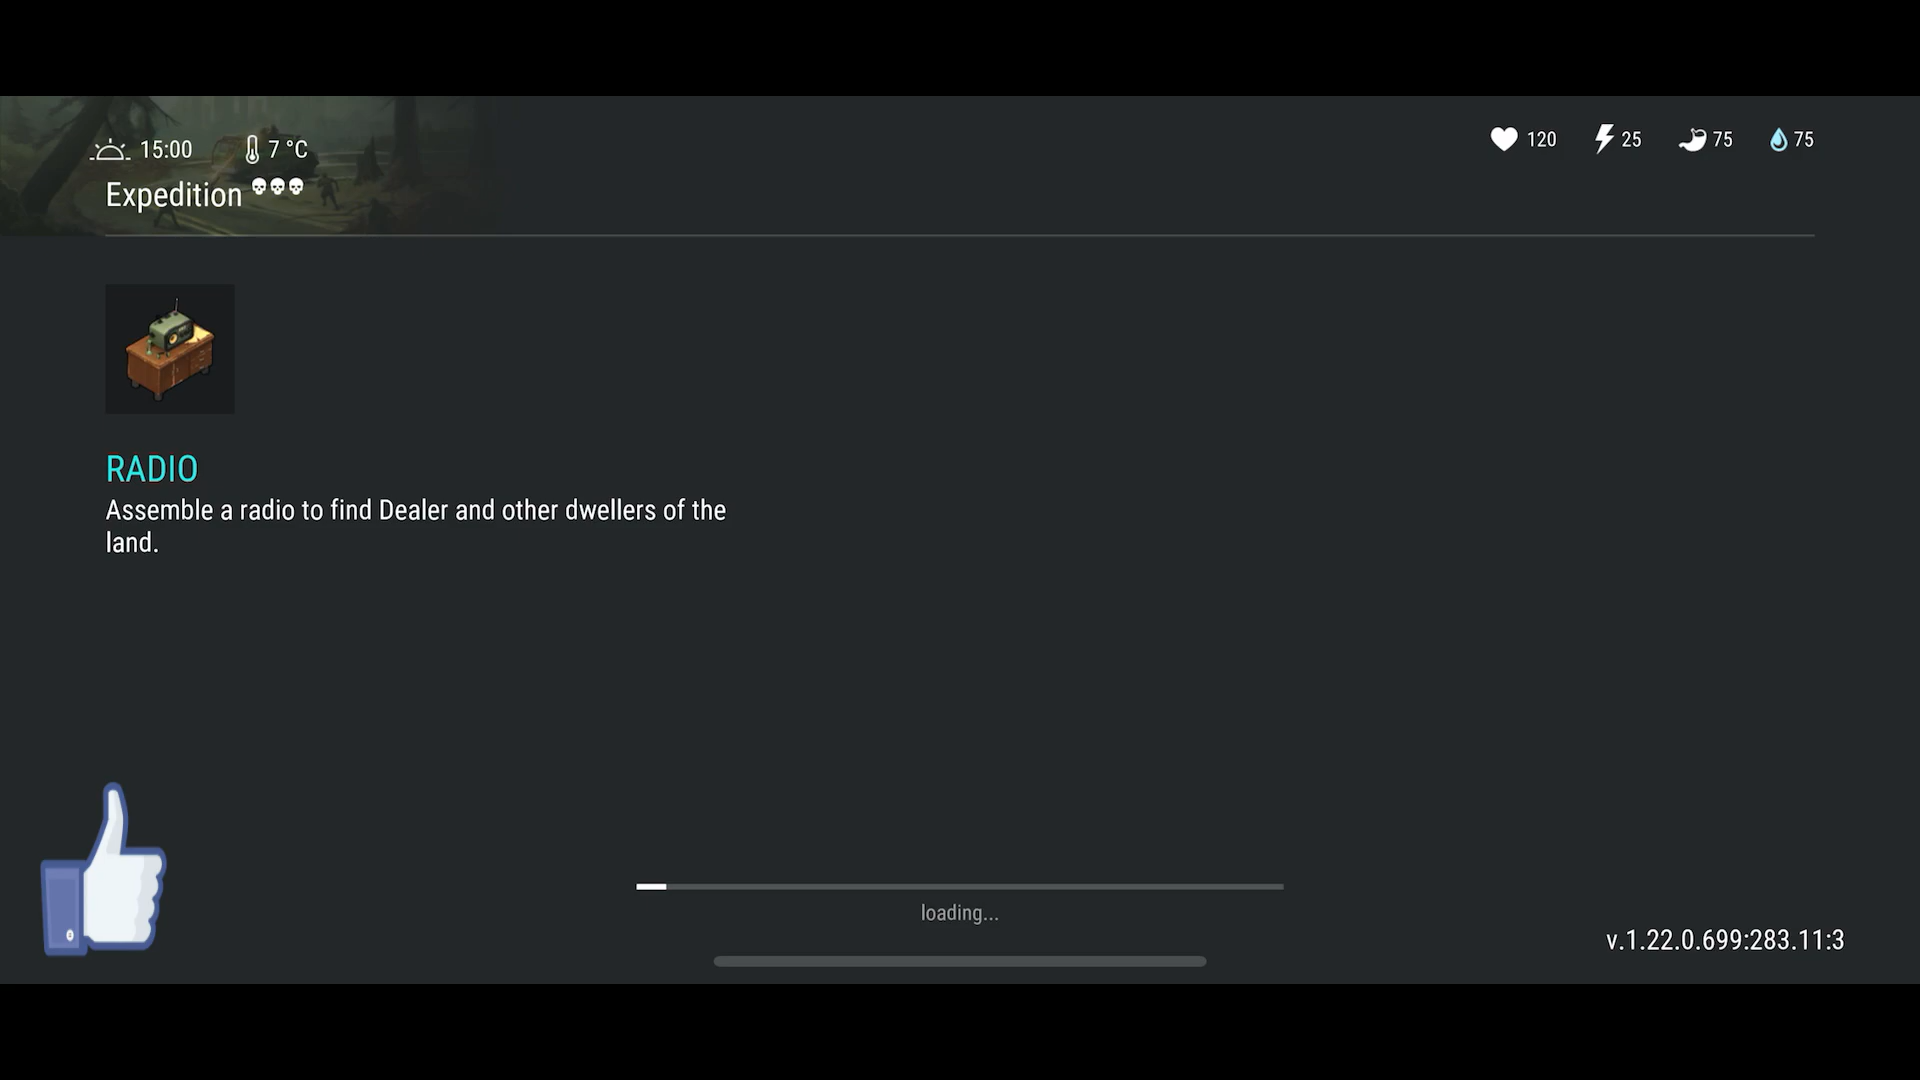 15:00 7 °C
120 25 75 75
Expedition
RADIO
Assemble a radio to find Dealer and other dwellers of the
land.
loading...
v.1.22.0.699:283.11:3